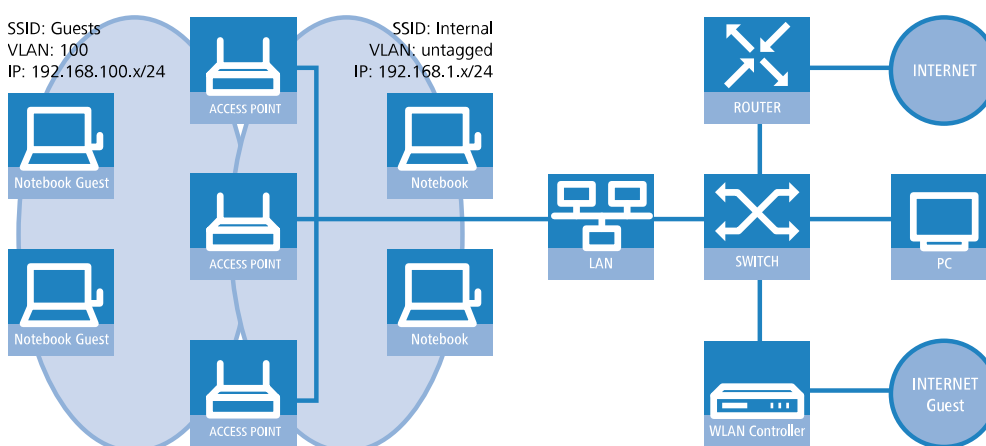 SSID: Guests
VLAN: 100
IP: 192.168.100.x/24
SSID: Internal
VLAN: untagged
IP: 192.168.1.x/24
ACCESS POINT
ROUTER
INTERNET
Notebook Guest
Notebook
ACCESS POINT
LAN
SWITCH
PC
Notebook Guest
Notebook
ACCESS POINT
WLAN Controller
INTERNET
Guest